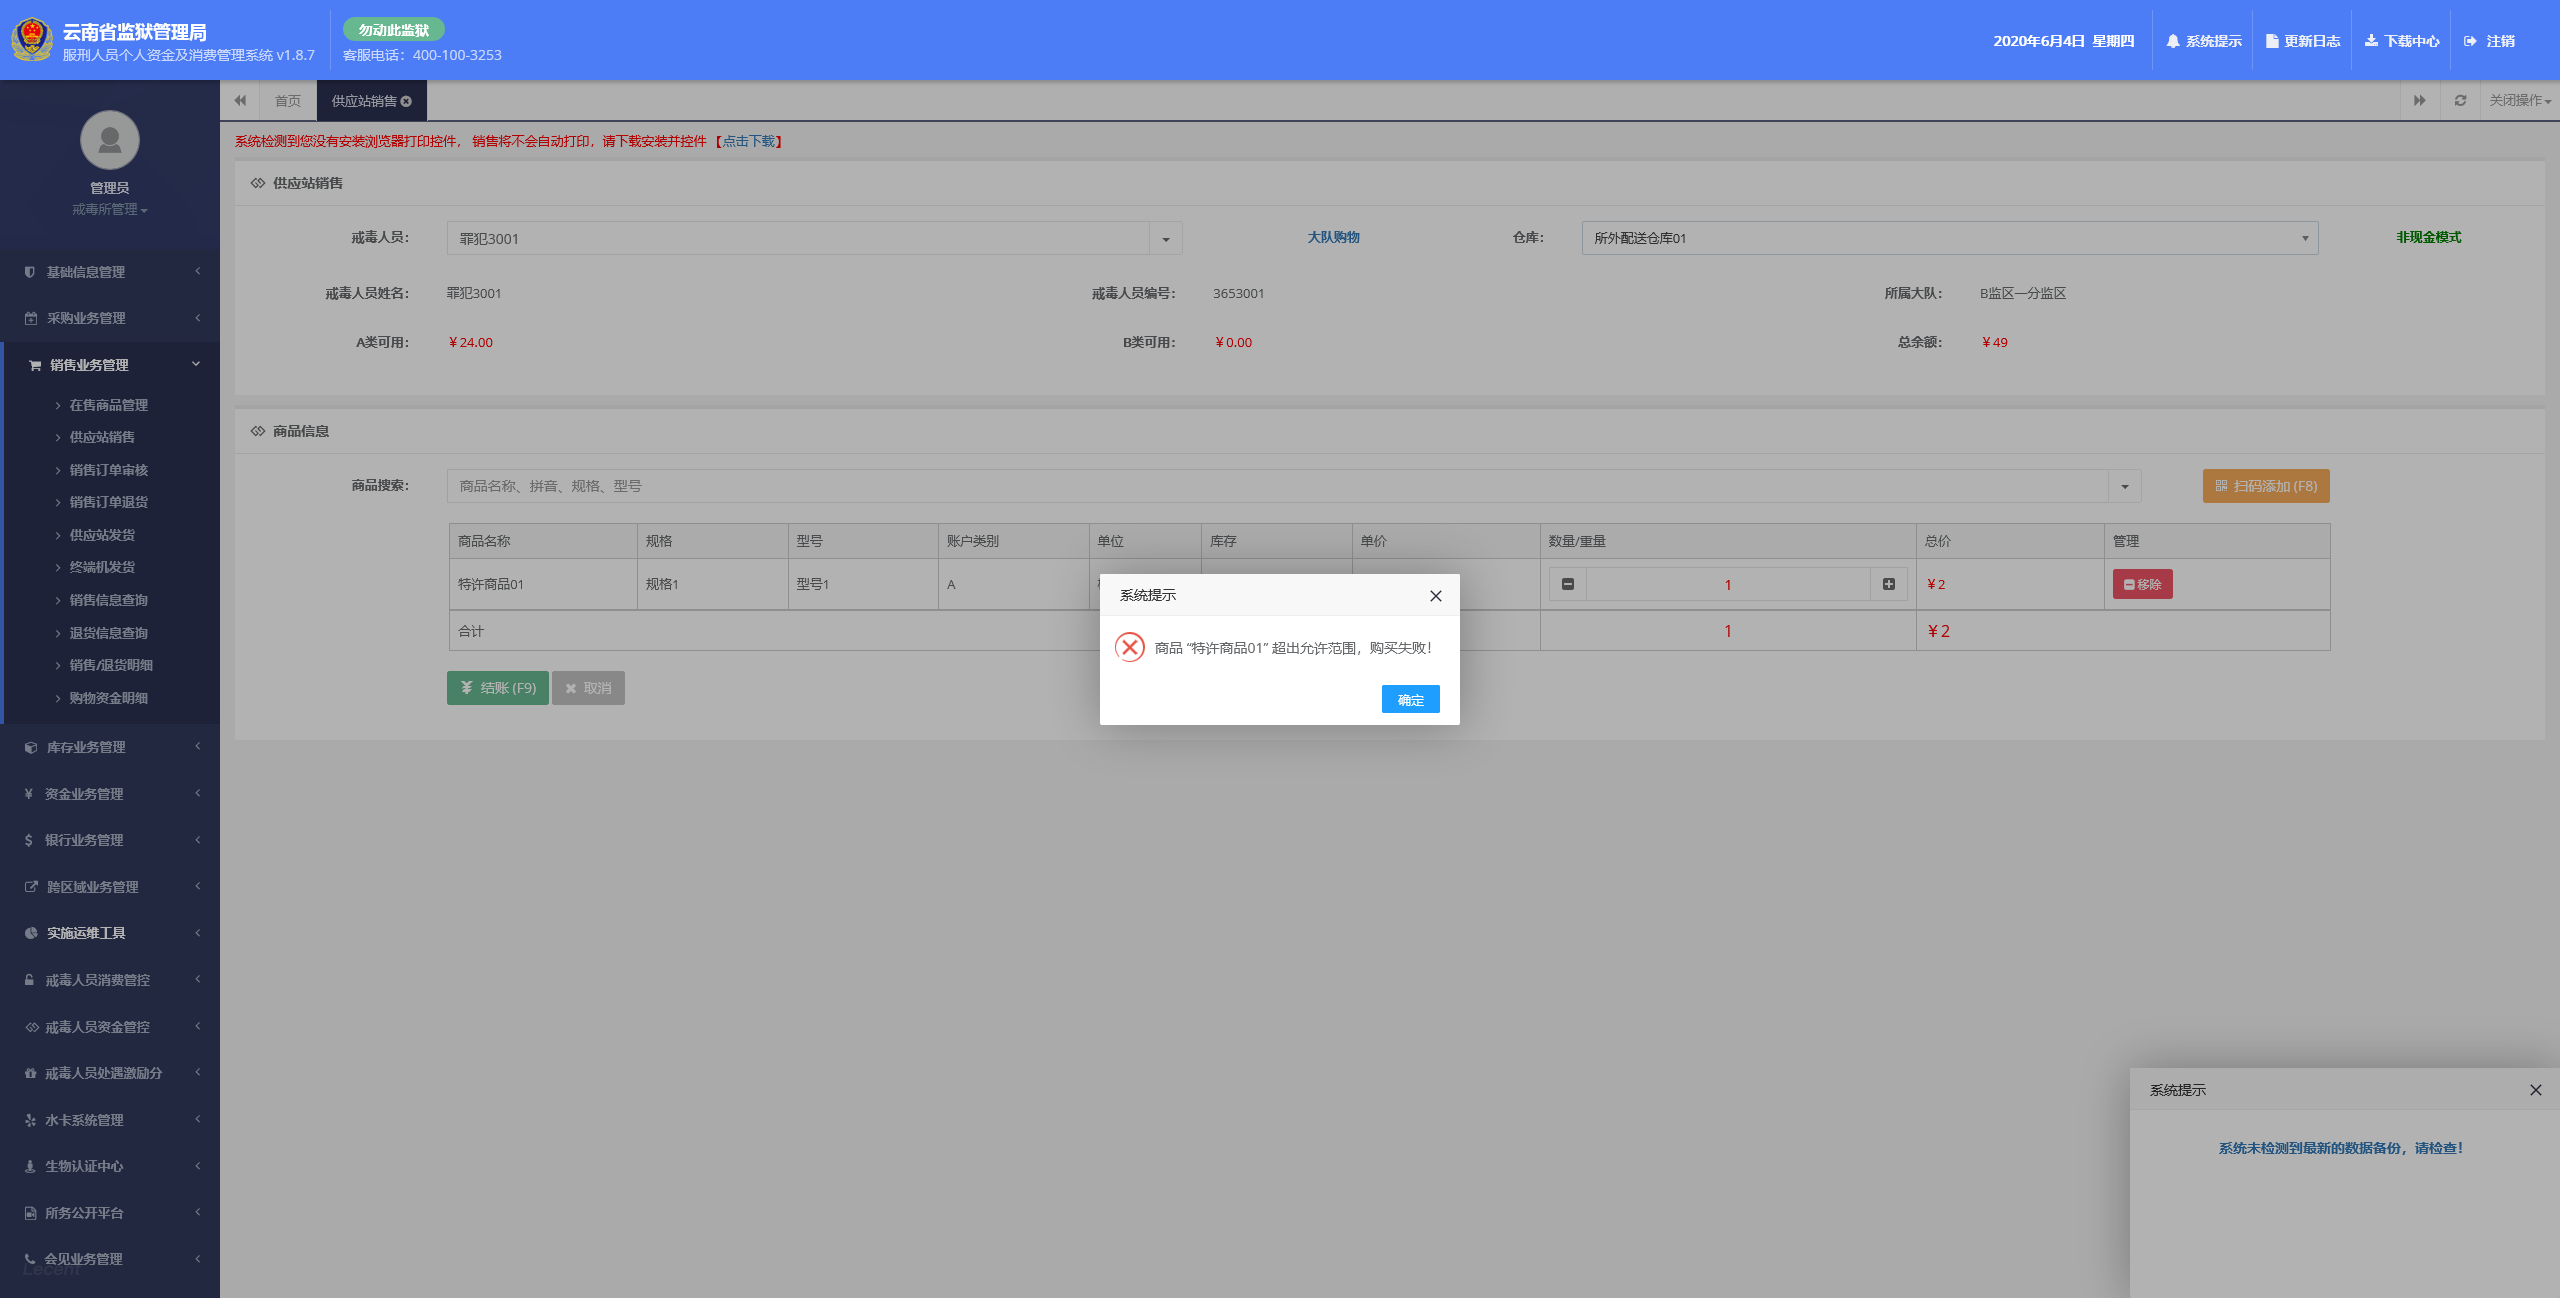 云南省监狱管理局
服刑人员个人资金及消费管理系统 v1.8.7
勿动此监狱
客服电话：400-100-3253
2020年6月4日 星期四
系统提示
更新日志
下载中心
注销
管理员
戒毒所管理
基础信息管理
采购业务管理
销售业务管理
在售商品管理
供应站销售
销售订单审核
销售订单退货
供应站发货
终端机发货
销售信息查询
退货信息查询
销售/退货明细
购物资金明细
库存业务管理
资金业务管理
银行业务管理
跨区域业务管理
实施运维工具
戒毒人员消费管控
戒毒人员资金管控
戒毒人员处遇激励分
水卡系统管理
生物认证中心
所务公开平台
会见业务管理
Lecent
首页
供应站销售
关闭操作
系统检测到您没有安装浏览器打印控件， 销售将不会自动打印，请下载安装并控件 【点击下载】
供应站销售
戒毒人员： 罪犯3001 大队购物 仓库： 所外配送仓库01 非现金模式
戒毒人员姓名： 罪犯3001 戒毒人员编号： 3653001 所属大队： B监区一分监区
A类可用： ￥24.00 B类可用： ￥0.00 总余额： ￥49
商品信息
商品搜索： 商品名称、拼音、规格、型号 扫码添加 (F8)
商品名称 规格 型号 账户类别 单位 库存 单价 数量/重量 总价 管理
特许商品01 规格1 型号1 A 1 ￥2 移除
合计 1 ￥2
结账 (F9) 取消
系统提示
商品 “特许商品01” 超出允许范围，购买失败！
确定
系统提示
系统未检测到最新的数据备份，请检查！